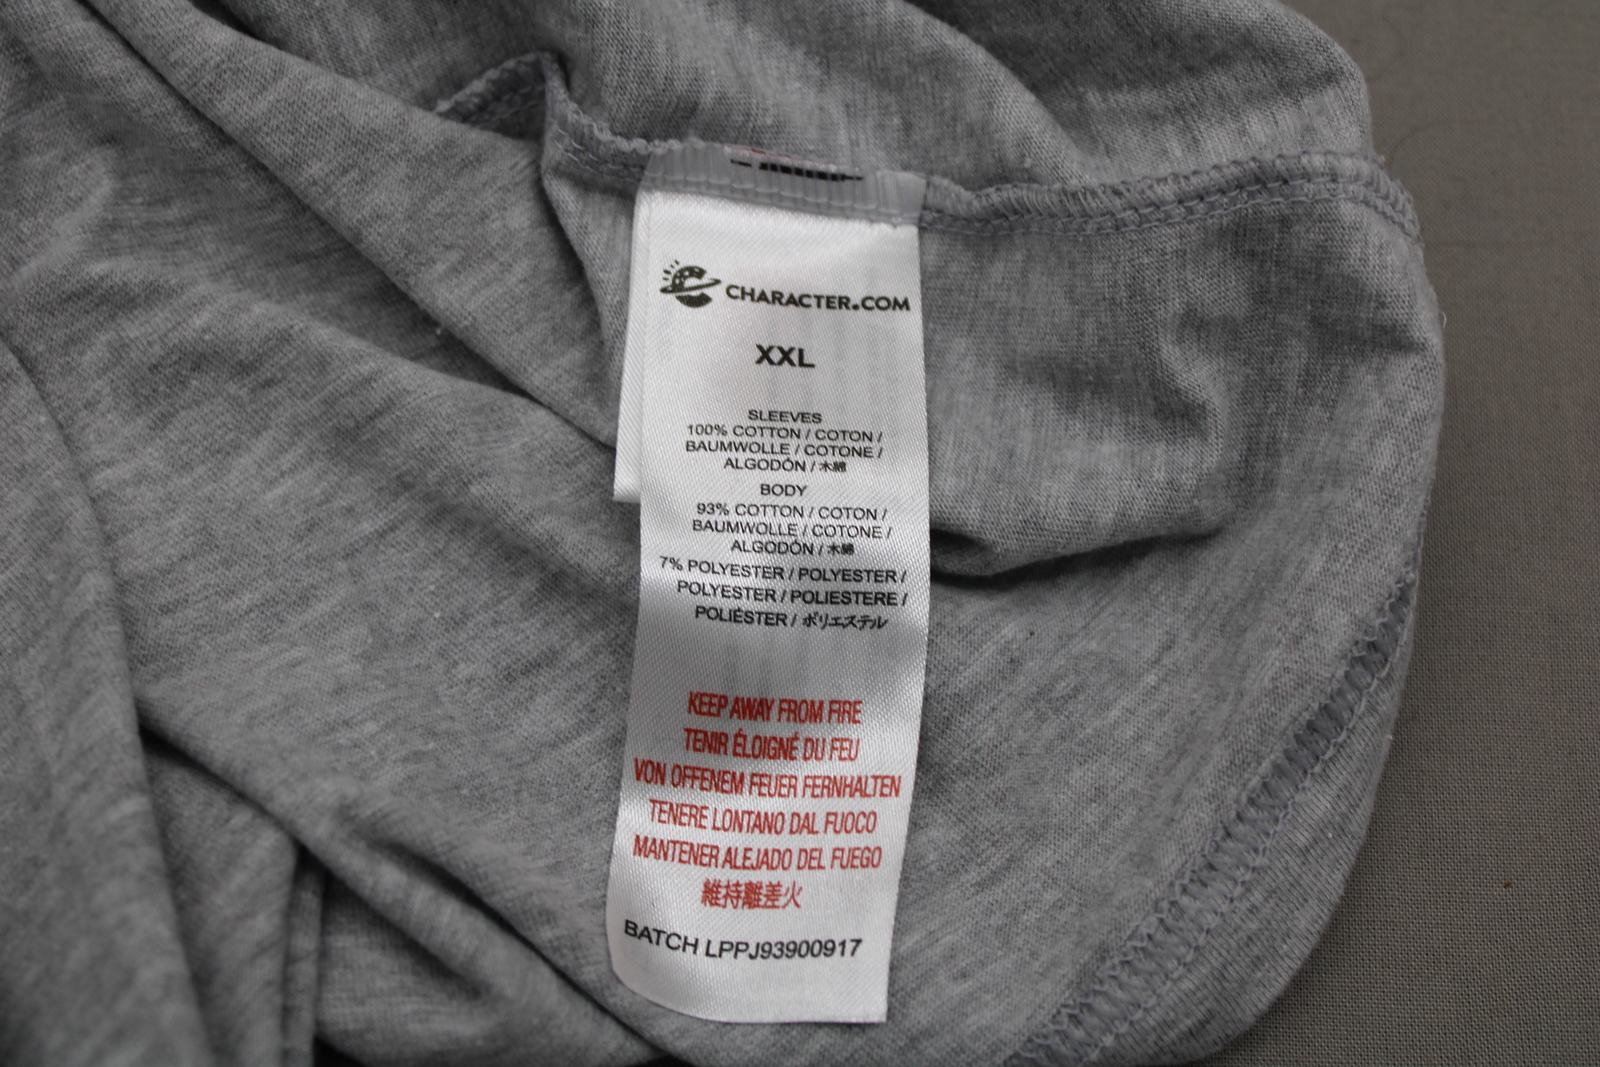 CHARACTER.COM
XXL
SLEEVES
100% COTTON / COTON /
BAUMWOLLE / COTONE /
ALGODÓN / 木綿
BODY
93% COTTON / COTON /
BAUMWOLLE / COTONE /
ALGODÓN / 木綿
7% POLYESTER / POLYESTER /
POLYESTER / POLIESTERE /
POLIÉSTER / ポリエステル
KEEP AWAY FROM FIRE
TENIR ÉLOIGNÉ DU FEU
VON OFFENEM FEUER FERNHALTEN
TENERE LONTANO DAL FUOCO
MANTENER ALEJADO DEL FUEGO
維持離差火
BATCH LPPJ93900917